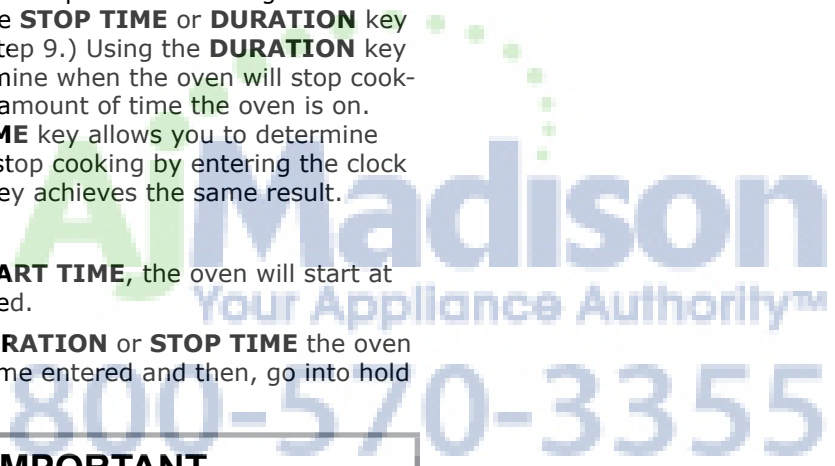 STOP TIME or DURATION key
tep 9.) Using the DURATION key
mine when the oven will stop cook-
amount of time the oven is on.
ME key allows you to determine
stop cooking by entering the clock
ey achieves the same result.
ART TIME, the oven will start at
ed.
RATION or STOP TIME the oven
me entered and then, go into hold
MPORTANT
AjMadison
Your Appliance Authority™
800-570-3355